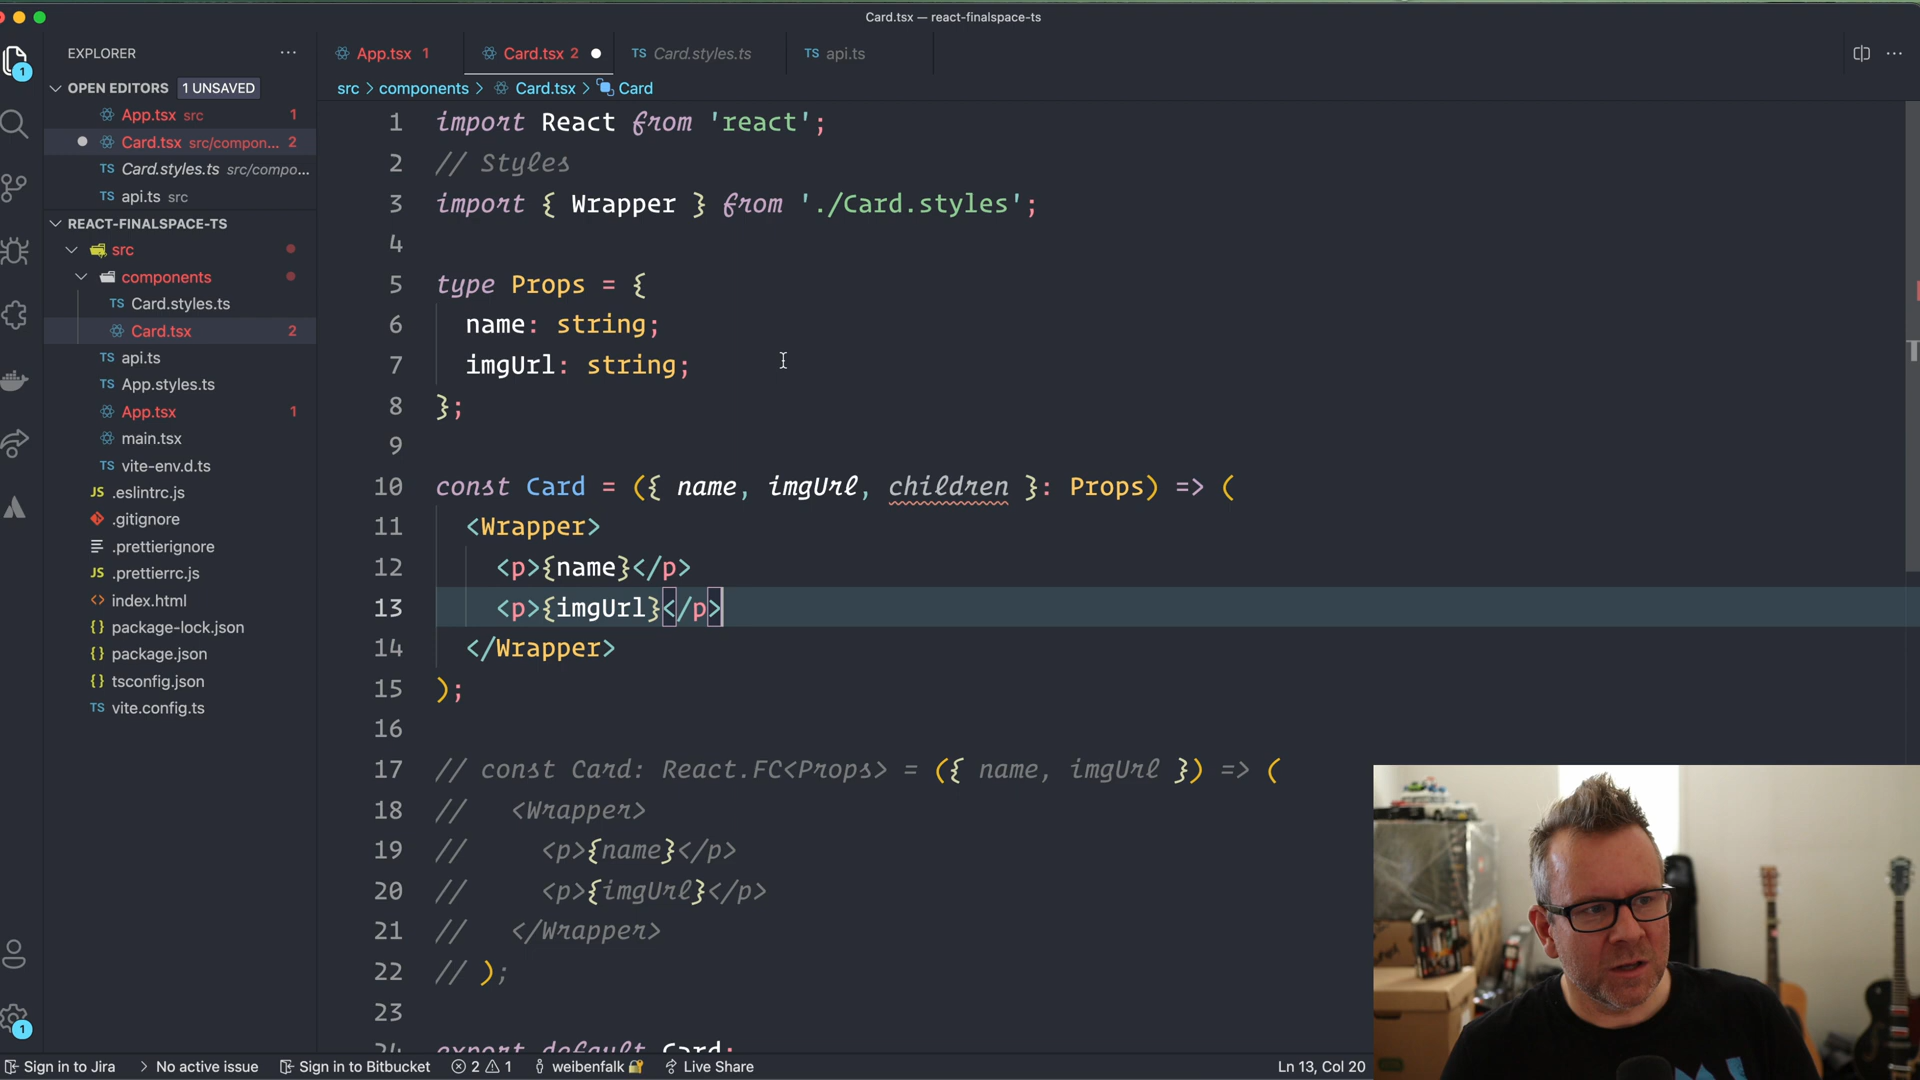 Card.tsx — react-finalspace-ts
EXPLORER
App.tsx 1
Card.tsx 2
TS Card.styles.ts
TS api.ts
OPEN EDITORS 1 UNSAVED
src > components > Card.tsx > Card
App.tsx src 1
Card.tsx src/compon... 2
TS Card.styles.ts src/compo...
TS api.ts src
REACT-FINALSPACE-TS
src
components
TS Card.styles.ts
Card.tsx 2
TS api.ts
TS App.styles.ts
App.tsx 1
main.tsx
TS vite-env.d.ts
JS .eslintrc.js
.gitignore
.prettierignore
JS .prettierrc.js
<> index.html
{} package-lock.json
{} package.json
{} tsconfig.json
TS vite.config.ts
1
1
1 import React from 'react';
2 // Styles
3 import { Wrapper } from './Card.styles';
4
5 type Props = {
6 name: string;
7 imgUrl: string;
8 };
9
10 const Card = ({ name, imgUrl, children }: Props) => (
11 <Wrapper>
12 <p>{name}</p>
13 <p>{imgUrl}</p>
14 </Wrapper>
15 );
16
17 // const Card: React.FC<Props> = ({ name, imgUrl }) => (
18 // <Wrapper>
19 // <p>{name}</p>
20 // <p>{imgUrl}</p>
21 // </Wrapper>
22 // );
23
24 export default Card;
Sign in to Jira > No active issue Sign in to Bitbucket 2 1 weibenfalk Live Share Ln 13, Col 20